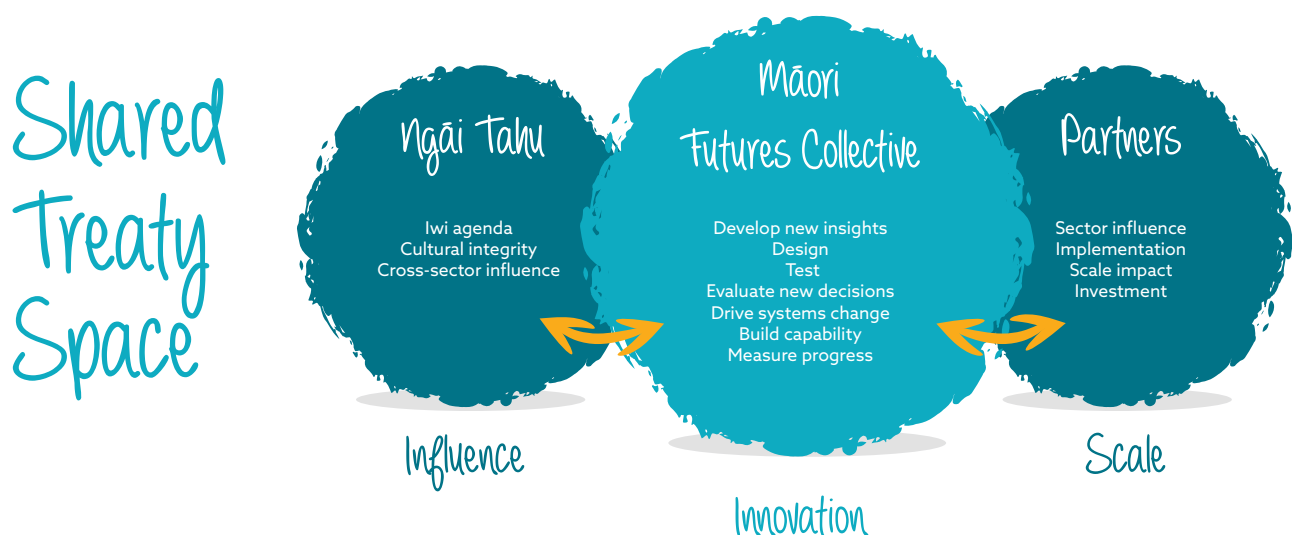 Shared
Treaty
Space
Ngāi Tahu
Iwi agenda
Cultural integrity
Cross-sector influence
Influence
Māori
Futures Collective
Develop new insights
Design
Test
Evaluate new decisions
Drive systems change
Build capability
Measure progress
Innovation
Partners
Sector influence
Implementation
Scale impact
Investment
Scale